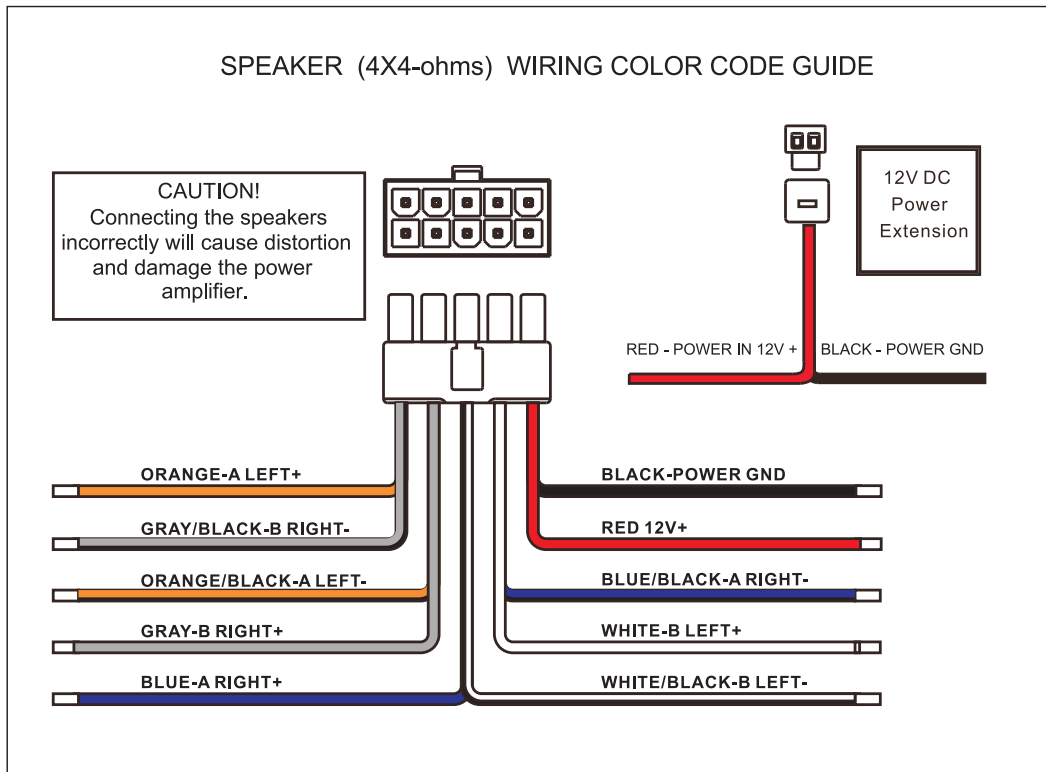 SPEAKER (4X4-ohms) WIRING COLOR CODE GUIDE
CAUTION!
Connecting the speakers
incorrectly will cause distortion
and damage the power
amplifier.
12V DC
Power
Extension
RED - POWER IN 12V +
BLACK - POWER GND
ORANGE-A LEFT+
GRAY/BLACK-B RIGHT-
ORANGE/BLACK-A LEFT-
GRAY-B RIGHT+
BLUE-A RIGHT+
BLACK-POWER GND
RED 12V+
BLUE/BLACK-A RIGHT-
WHITE-B LEFT+
WHITE/BLACK-B LEFT-